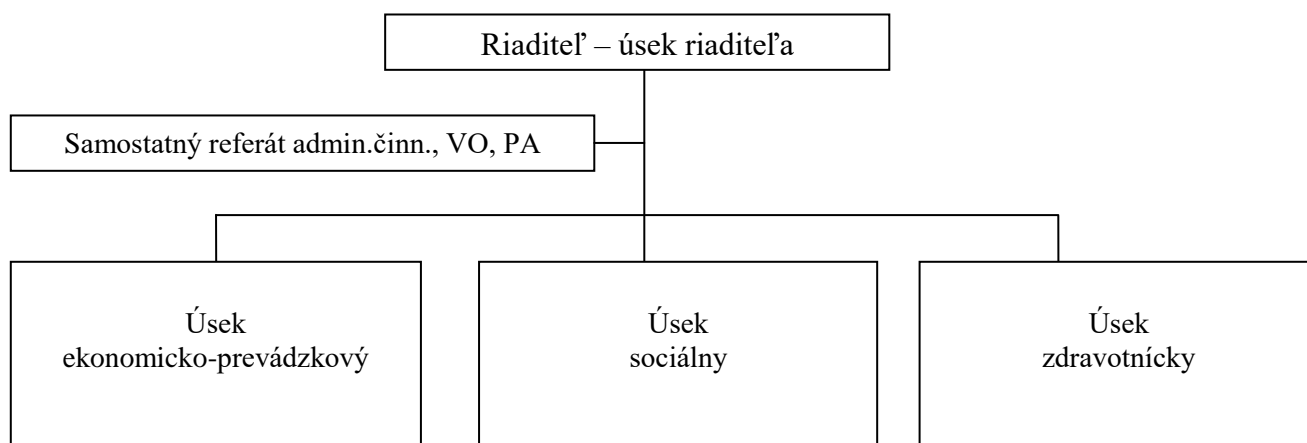 Riaditeľ – úsek riaditeľa
Samostatný referát admin.činn., VO, PA
Úsek
ekonomicko-prevádzkový
Úsek
sociálny
Úsek
zdravotnícky